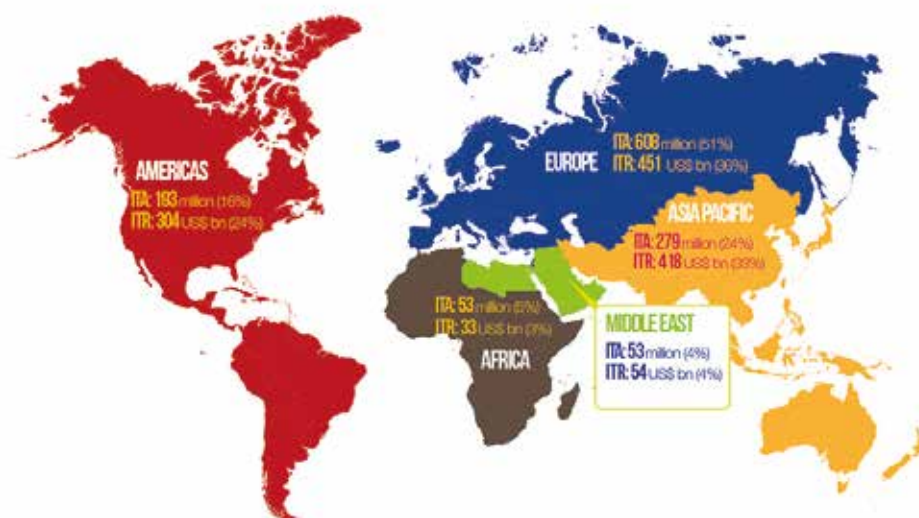 AMERICAS
ITA: 193 million (16%)
ITR: 304 US$ bn (24%)
EUROPE
ITA: 608 million (51%)
ITR: 451 US$ bn (36%)
ASIA PACIFIC
ITA: 279 million (24%)
ITR: 418 US$ bn (33%)
ITA: 53 million (5%)
ITR: 33 US$ bn (3%)
AFRICA
MIDDLE EAST
ITA: 53 million (4%)
ITR: 54 US$ bn (4%)